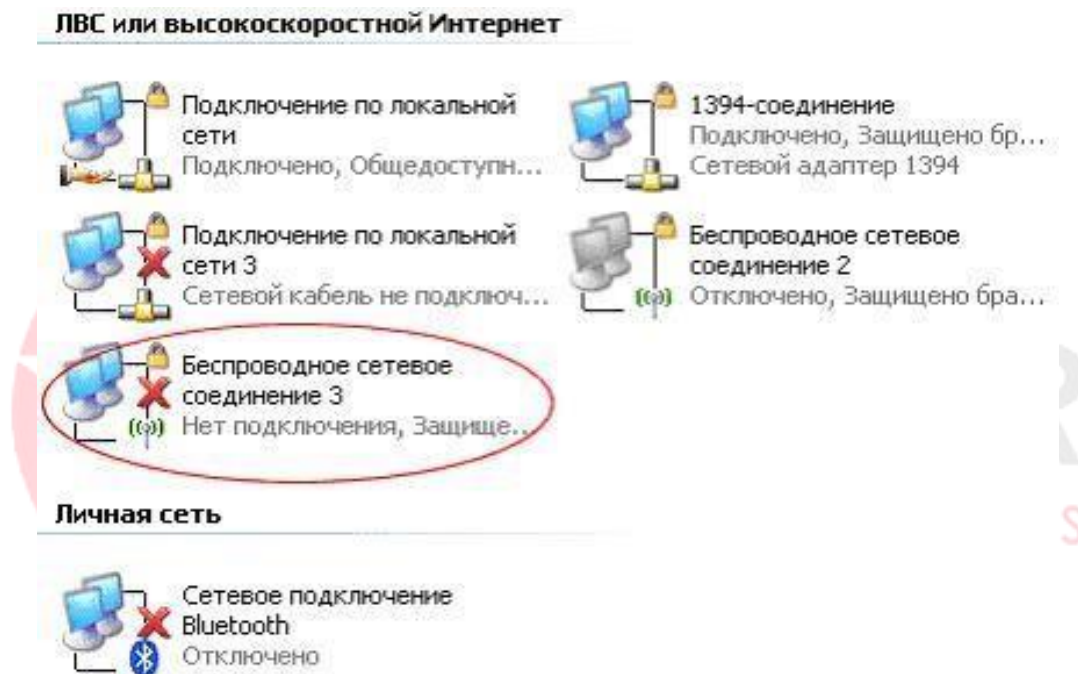 ЛВС или высокоскоростной Интернет
Подключение по локальной
сети
Подключено, Общедоступн...
1394-соединение
Подключено, Защищено бр...
Сетевой адаптер 1394
Подключение по локальной
сети 3
Сетевой кабель не подключ...
Беспроводное сетевое
соединение 2
Отключено, Защищено бра...
Беспроводное сетевое
соединение 3
Нет подключения, Защище...
Личная сеть
Сетевое подключение
Bluetooth
Отключено